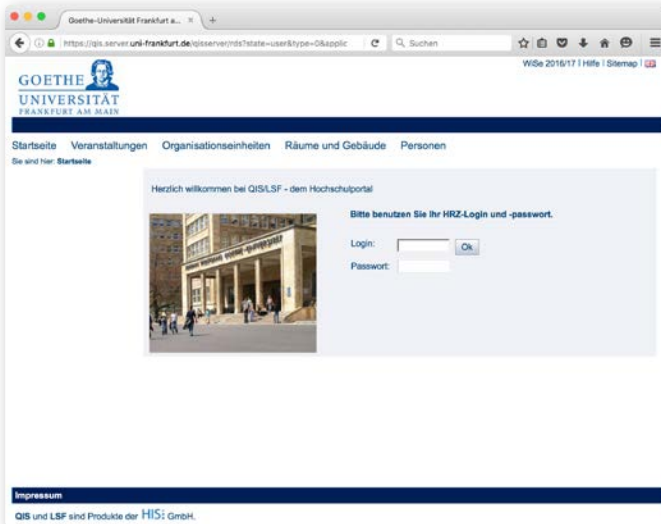 Goethe-Universität Frankfurt a...
https://qis.server.uni-frankfurt.de/qisserver/rds?state=user&type=0&applic
Suchen
WiSe 2016/17 | Hilfe | Sitemap |
GOETHE
UNIVERSITÄT
FRANKFURT AM MAIN
Startseite Veranstaltungen Organisationseinheiten Räume und Gebäude Personen
Sie sind hier: Startseite
Herzlich willkommen bei QIS/LSF - dem Hochschulportal
Bitte benutzen Sie Ihr HRZ-Login und -passwort.
Login:
Ok
Passwort:
Impressum
QIS und LSF sind Produkte der HIS: GmbH.